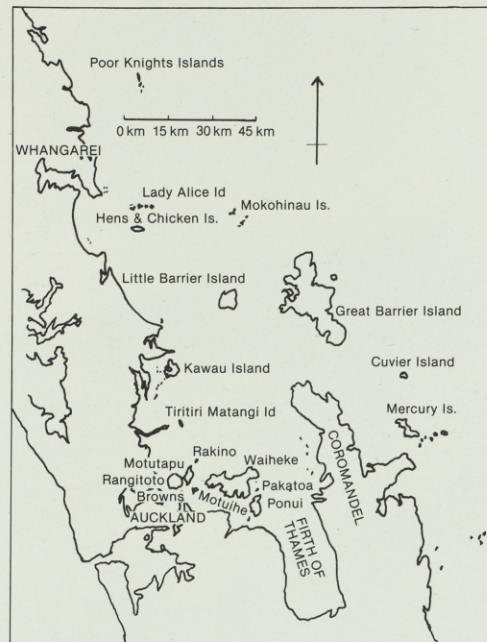 Poor Knights Islands
0 km 15 km 30 km 45 km
WHANGAREI
Lady Alice Id
Mokohinau Is.
Hens & Chicken Is.
Little Barrier Island
Great Barrier Island
Kawau Island
Cuvier Island
Mercury Is.
Tiritiri Matangi Id
COROMANDEL
Rakino
Motutapu
Waiheke
Rangitoto
Pakatoa
Browns
Motuihe
Ponui
AUCKLAND
FIRTH OF
THAMES